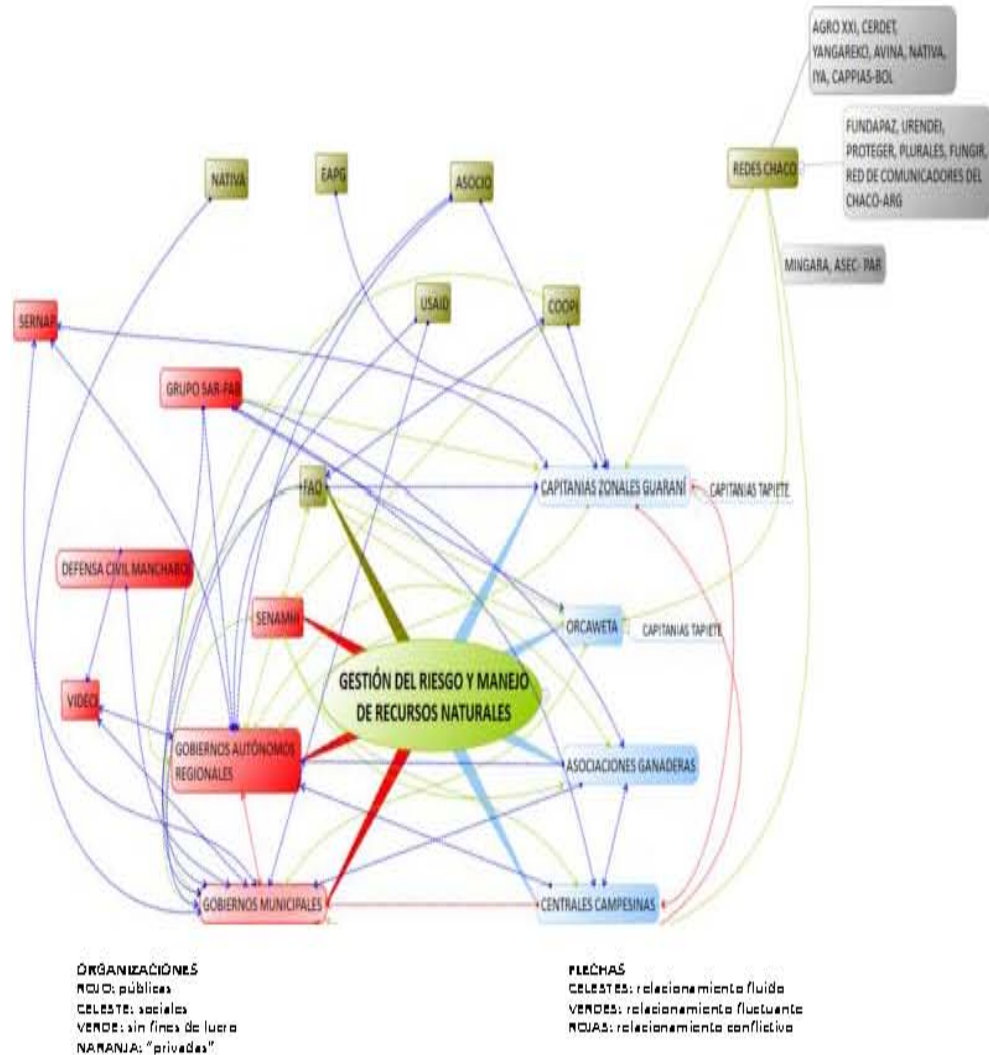 AGRO XXI, CERDET,
YANGAREKO, AVINA, NATIVA,
IYA, CAPPIAS-BOL
FUNDAPAZ, URENDEI,
PROTEGER, PLURALES, FUNGIR,
RED DE COMUNICADORES DEL
CHACO-ARG
REDES CHACO
MINGARA, ASEC- PAR
NATIVA
EAPG
ASOCIO
USAID
COOPI
SERNAP
GRUPO SAR-FAB
FAO
CAPITANIAS ZONALES GUARANÍ
CAPITANIAS TAPIETE
DEFENSA CIVIL MANCHABOL
SENAMHI
ORCAWETA
CAPITANIAS TAPIETE
GESTIÓN DEL RIESGO Y MANEJO
DE RECURSOS NATURALES
VIDECI
GOBIERNOS AUTÓNOMOS
REGIONALES
ASOCIACIONES GANADERAS
GOBIERNOS MUNICIPALES
CENTRALES CAMPESINAS
ORGANIZACIONES
ROJO: públicas
CELESTE: sociales
VERDE: sin fines de lucro
NARANJA: "privadas"
FLECHAS
CELESTES: relacionamiento fluido
VERDES: relacionamiento fluctuante
ROJAS: relacionamiento conflictivo